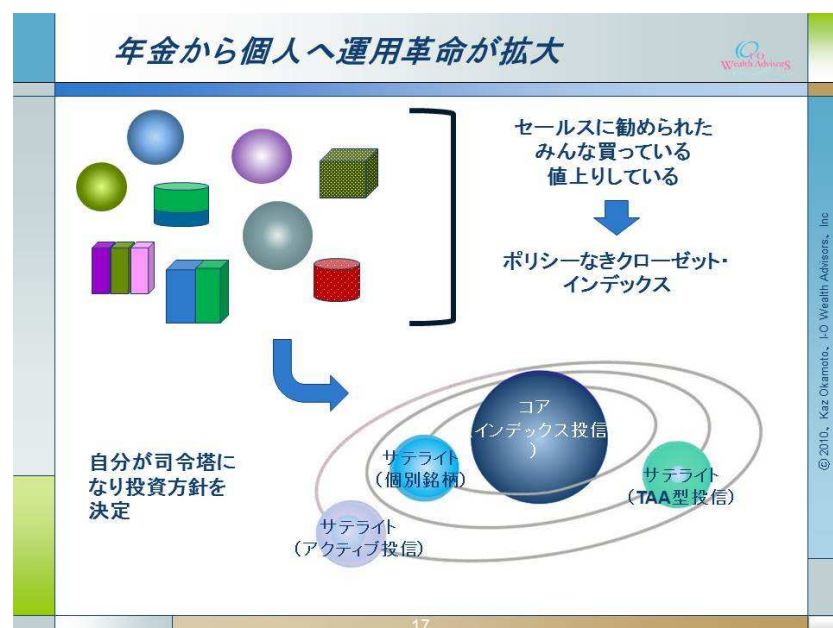 年金から個人へ運用革命が拡大
I-O
Wealth Advisors
セールスに勧められた
みんな買っている
値上りしている
ポリシーなきクローゼット・
インデックス
自分が司令塔に
なり投資方針を
決定
コア
(インデックス投信
)
サテライト
(個別銘柄)
サテライト
(TAA型投信)
サテライト
(アクティブ投信)
© 2010、Kaz Okamoto、I-O Wealth Advisors、Inc
17